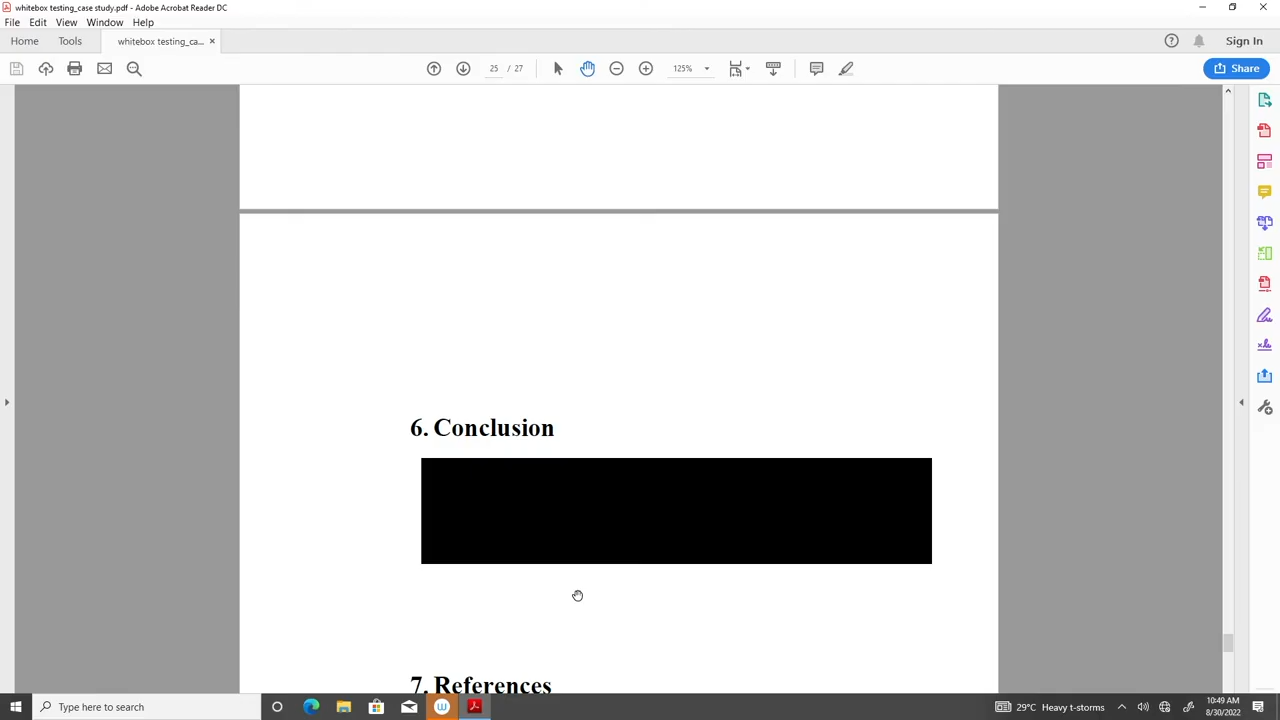 whitebox testing_case study.pdf - Adobe Acrobat Reader DC
File Edit View Window Help
Home Tools whitebox testing_ca... × Sign In
25 / 27 125% Share
6. Conclusion
7. References
Type here to search
29°C Heavy t-storms
10:49 AM
8/30/2022